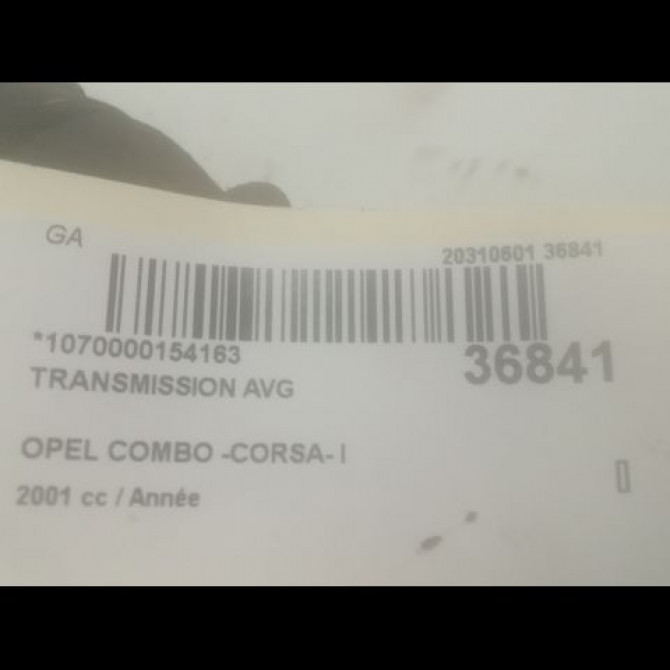 GA
20310601 36841
*1070000154163
36841
TRANSMISSION AVG
OPEL COMBO -CORSA- I
2001 cc / Année